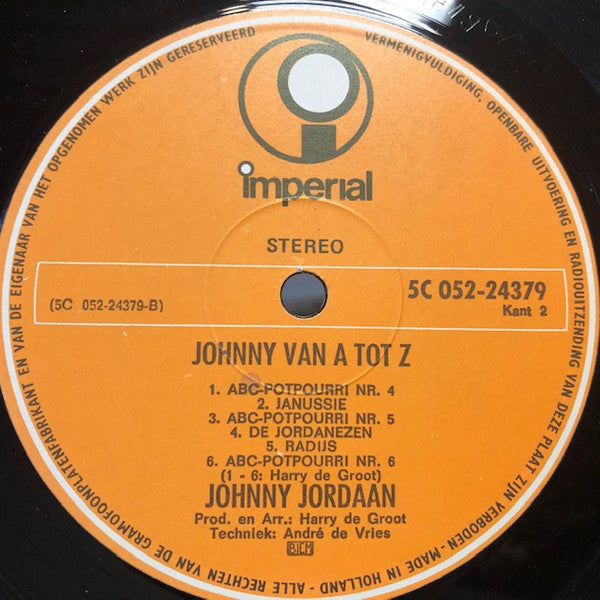 imperial
STEREO
5C 052-24379
(5C 052-24379-B)
Kant 2
JOHNNY VAN A TOT Z
1. ABC-POTPOURRI NR. 4
2. JANUSSIE
3. ABC-POTPOURRI NR. 5
4. DE JORDANEZEN
5. RADIJS
6. ABC-POTPOURRI NR. 6
(1 - 6: Harry de Groot)
JOHNNY JORDAAN
Prod. en Arr.: Harry de Groot
Techniek: André de Vries
BIEM
ALLE RECHTEN VAN DE GRAMOFOONPLATENFABRIKANT EN VAN DE EIGENAAR VAN HET OPGENOMEN WERK ZIJN GERESERVEERD
VERMENIGVULDIGING, OPENBARE UITVOERING EN RADIOUITZENDING VAN DEZE PLAAT ZIJN VERBODEN - MADE IN HOLLAND -